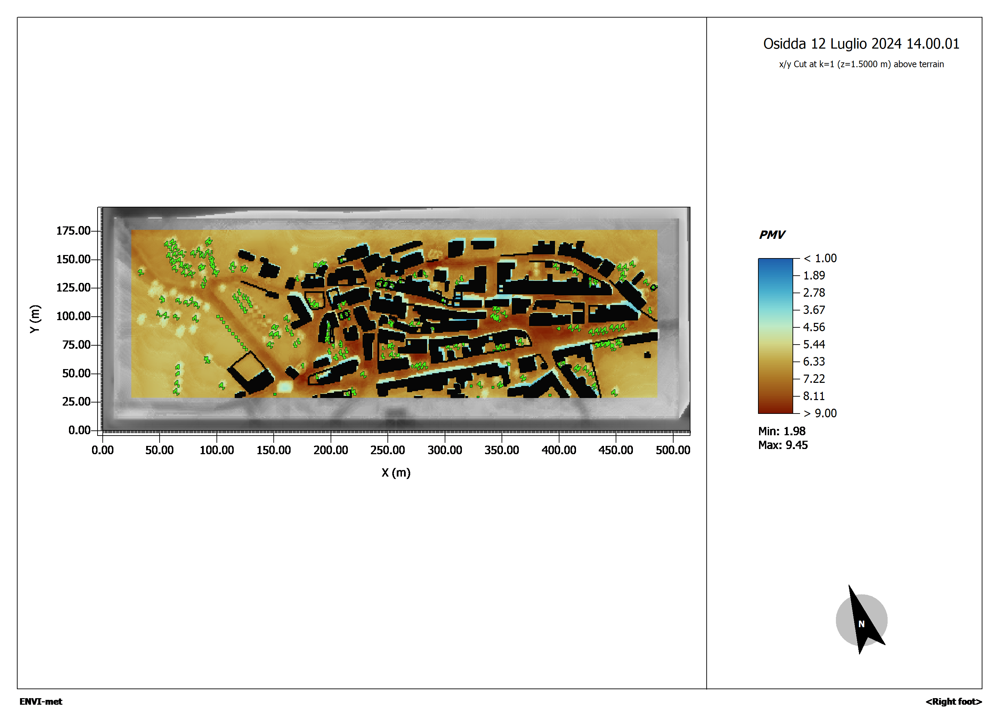 Osidda 12 Luglio 2024 14.00.01
x/y Cut at k=1 (z=1.5000 m) above terrain
175.00
150.00
125.00
100.00
75.00
50.00
25.00
0.00
Y (m)
0.00 50.00 100.00 150.00 200.00 250.00 300.00 350.00 400.00 450.00 500.00
X (m)
PMV
< 1.00
1.89
2.78
3.67
4.56
5.44
6.33
7.22
8.11
> 9.00
Min: 1.98
Max: 9.45
N
ENVI-met
<Right foot>